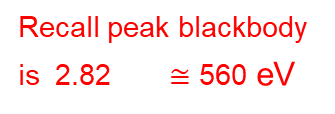 Recall peak blackbody
is 2.82 ≅ 560 eV